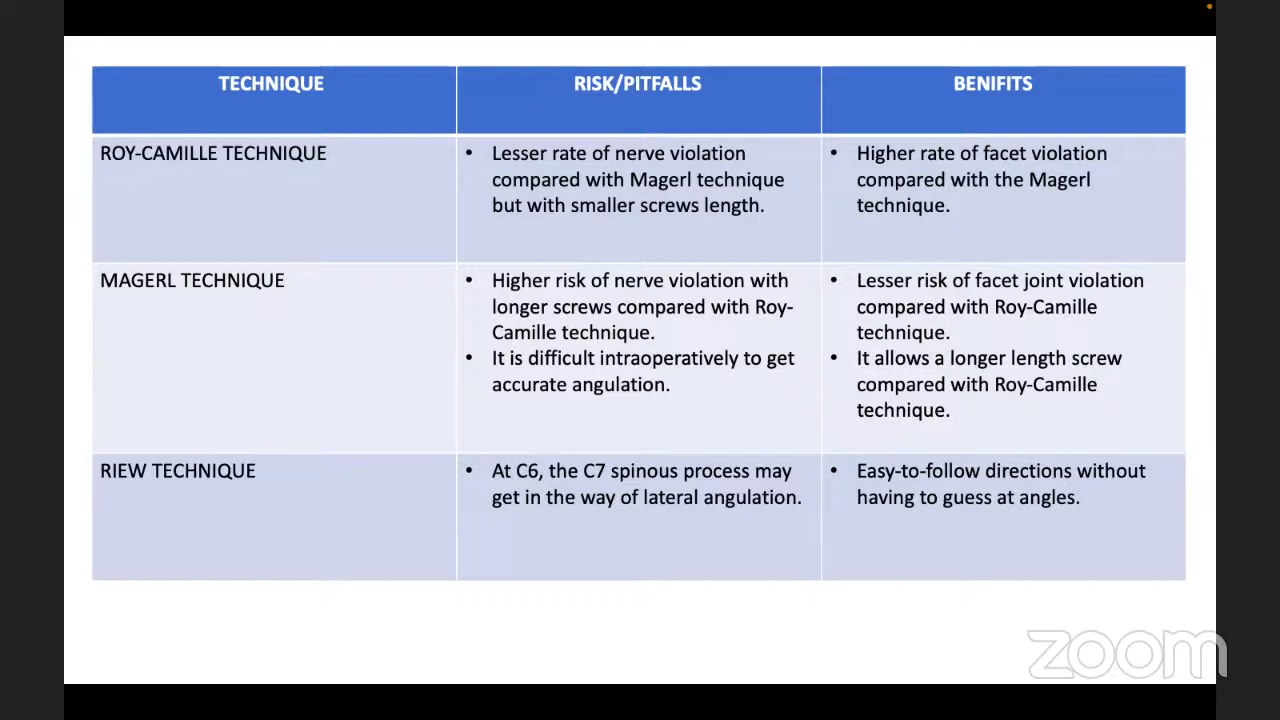 TECHNIQUE
RISK/PITFALLS
BENIFITS
ROY-CAMILLE TECHNIQUE
• Lesser rate of nerve violation
compared with Magerl technique
but with smaller screws length.
• Higher rate of facet violation
compared with the Magerl
technique.
MAGERL TECHNIQUE
• Higher risk of nerve violation with
longer screws compared with Roy-
Camille technique.
• It is difficult intraoperatively to get
accurate angulation.
• Lesser risk of facet joint violation
compared with Roy-Camille
technique.
• It allows a longer length screw
compared with Roy-Camille
technique.
RIEW TECHNIQUE
• At C6, the C7 spinous process may
get in the way of lateral angulation.
• Easy-to-follow directions without
having to guess at angles.
zoom